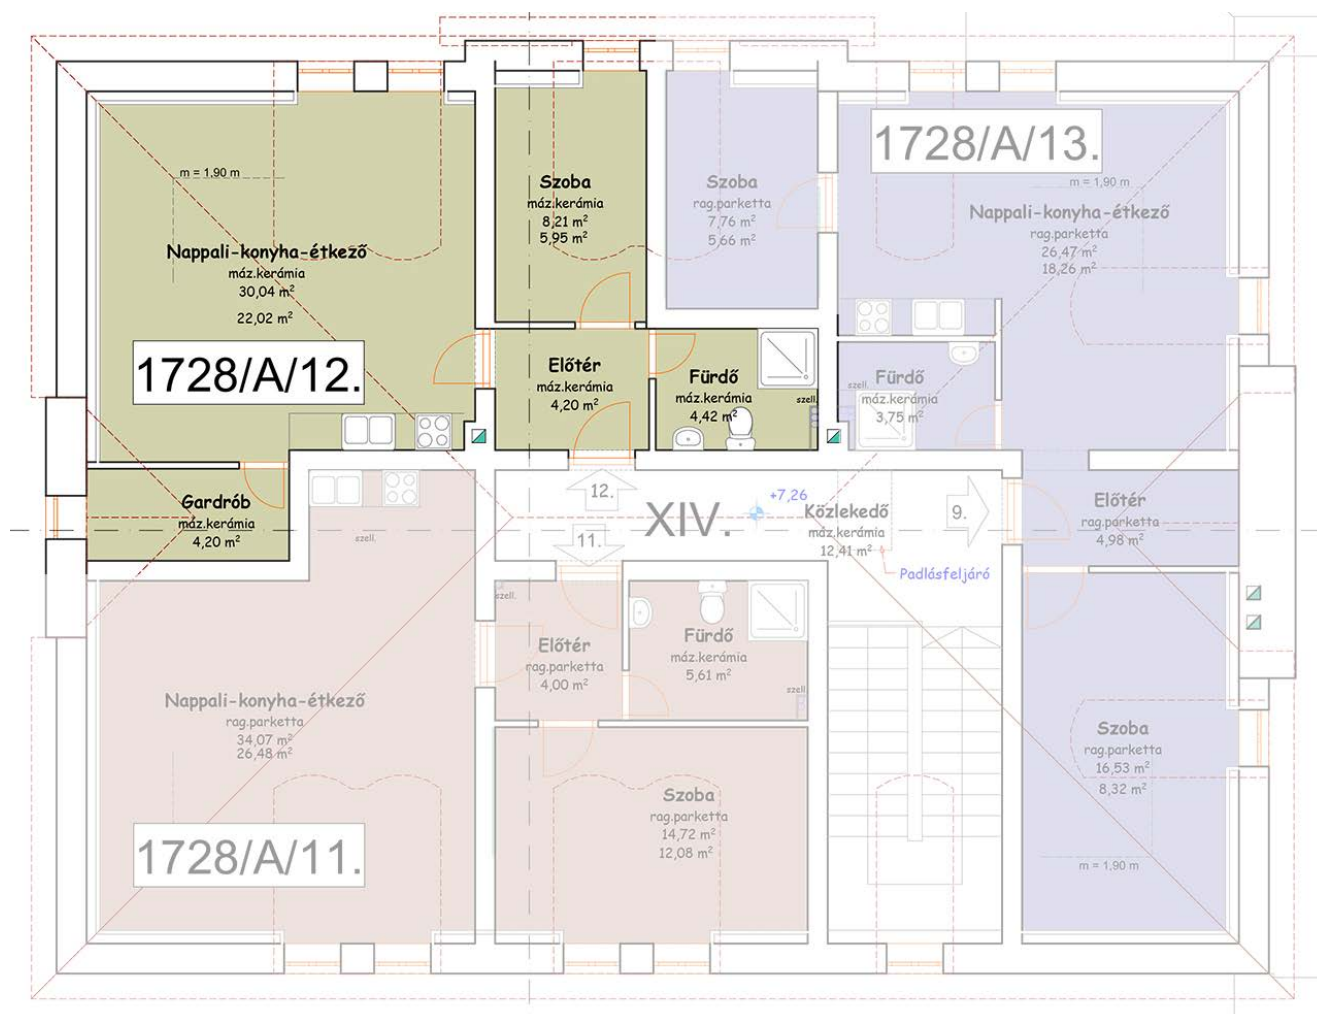 1728/A/12.
m = 1,90 m
Nappali-konyha-étkező
máz.kerámia
30,04 m²
22,02 m²
Szoba
máz.kerámia
8,21 m²
5,95 m²
Előtér
máz.kerámia
4,20 m²
Fürdő
máz.kerámia
4,42 m²
szell.
Gardrób
máz.kerámia
4,20 m²
Szoba
rag.parketta
7,76 m²
5,66 m²
1728/A/13.
m = 1,90 m
Nappali-konyha-étkező
rag.parketta
26,47 m²
18,26 m²
szell.
Fürdő
máz.kerámia
3,75 m²
Előtér
rag.parketta
4,98 m²
Szoba
rag.parketta
16,53 m²
8,32 m²
m = 1,90 m
12.
11.
XIV.
+7,26
Közlekedő
máz.kerámia
12,41 m²
9.
Padlásfeljáró
szell.
szell.
Előtér
rag.parketta
4,00 m²
Fürdő
máz.kerámia
5,61 m²
szell.
Nappali-konyha-étkező
rag.parketta
34,07 m²
26,48 m²
Szoba
rag.parketta
14,72 m²
12,08 m²
1728/A/11.